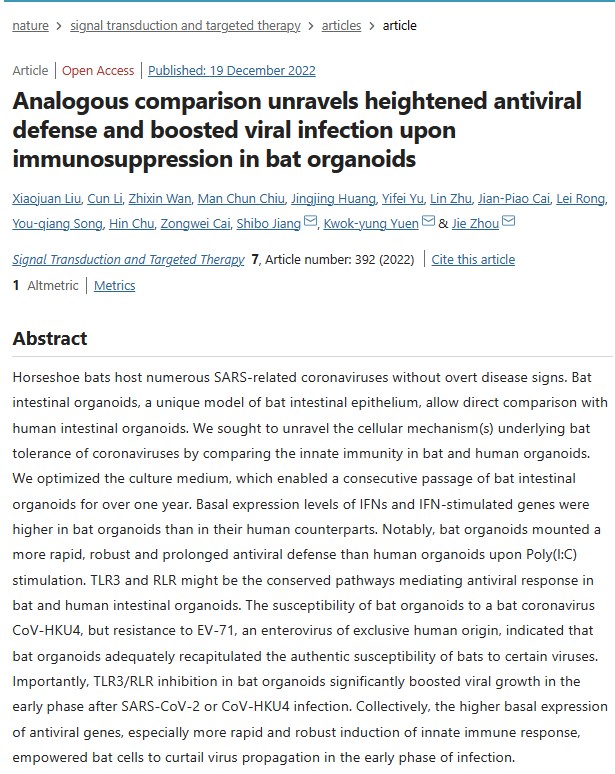 nature > signal transduction and targeted therapy > articles > article
Article | Open Access | Published: 19 December 2022
Analogous comparison unravels heightened antiviral
defense and boosted viral infection upon
immunosuppression in bat organoids
Xiaojuan Liu, Cun Li, Zhixin Wan, Man Chun Chiu, Jingjing Huang, Yifei Yu, Lin Zhu, Jian-Piao Cai, Lei Rong,
You-qiang Song, Hin Chu, Zongwei Cai, Shibo Jiang, Kwok-yung Yuen & Jie Zhou
Signal Transduction and Targeted Therapy 7, Article number: 392 (2022) | Cite this article
1 Altmetric | Metrics
Abstract
Horseshoe bats host numerous SARS-related coronaviruses without overt disease signs. Bat
intestinal organoids, a unique model of bat intestinal epithelium, allow direct comparison with
human intestinal organoids. We sought to unravel the cellular mechanism(s) underlying bat
tolerance of coronaviruses by comparing the innate immunity in bat and human organoids.
We optimized the culture medium, which enabled a consecutive passage of bat intestinal
organoids for over one year. Basal expression levels of IFNs and IFN-stimulated genes were
higher in bat organoids than in their human counterparts. Notably, bat organoids mounted a
more rapid, robust and prolonged antiviral defense than human organoids upon Poly(I:C)
stimulation. TLR3 and RLR might be the conserved pathways mediating antiviral response in
bat and human intestinal organoids. The susceptibility of bat organoids to a bat coronavirus
CoV-HKU4, but resistance to EV-71, an enterovirus of exclusive human origin, indicated that
bat organoids adequately recapitulated the authentic susceptibility of bats to certain viruses.
Importantly, TLR3/RLR inhibition in bat organoids significantly boosted viral growth in the
early phase after SARS-CoV-2 or CoV-HKU4 infection. Collectively, the higher basal expression
of antiviral genes, especially more rapid and robust induction of innate immune response,
empowered bat cells to curtail virus propagation in the early phase of infection.